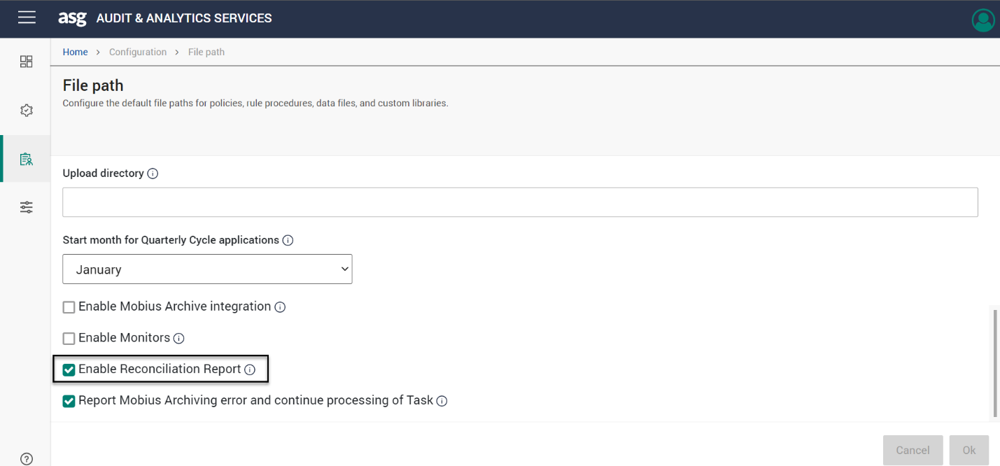 asg AUDIT & ANALYTICS SERVICES
Home > Configuration > File path
File path
Configure the default file paths for policies, rule procedures, data files, and custom libraries.
Upload directory
Start month for Quarterly Cycle applications
January
Enable Mobius Archive integration
Enable Monitors
Enable Reconciliation Report
Report Mobius Archiving error and continue processing of Task
Cancel Ok